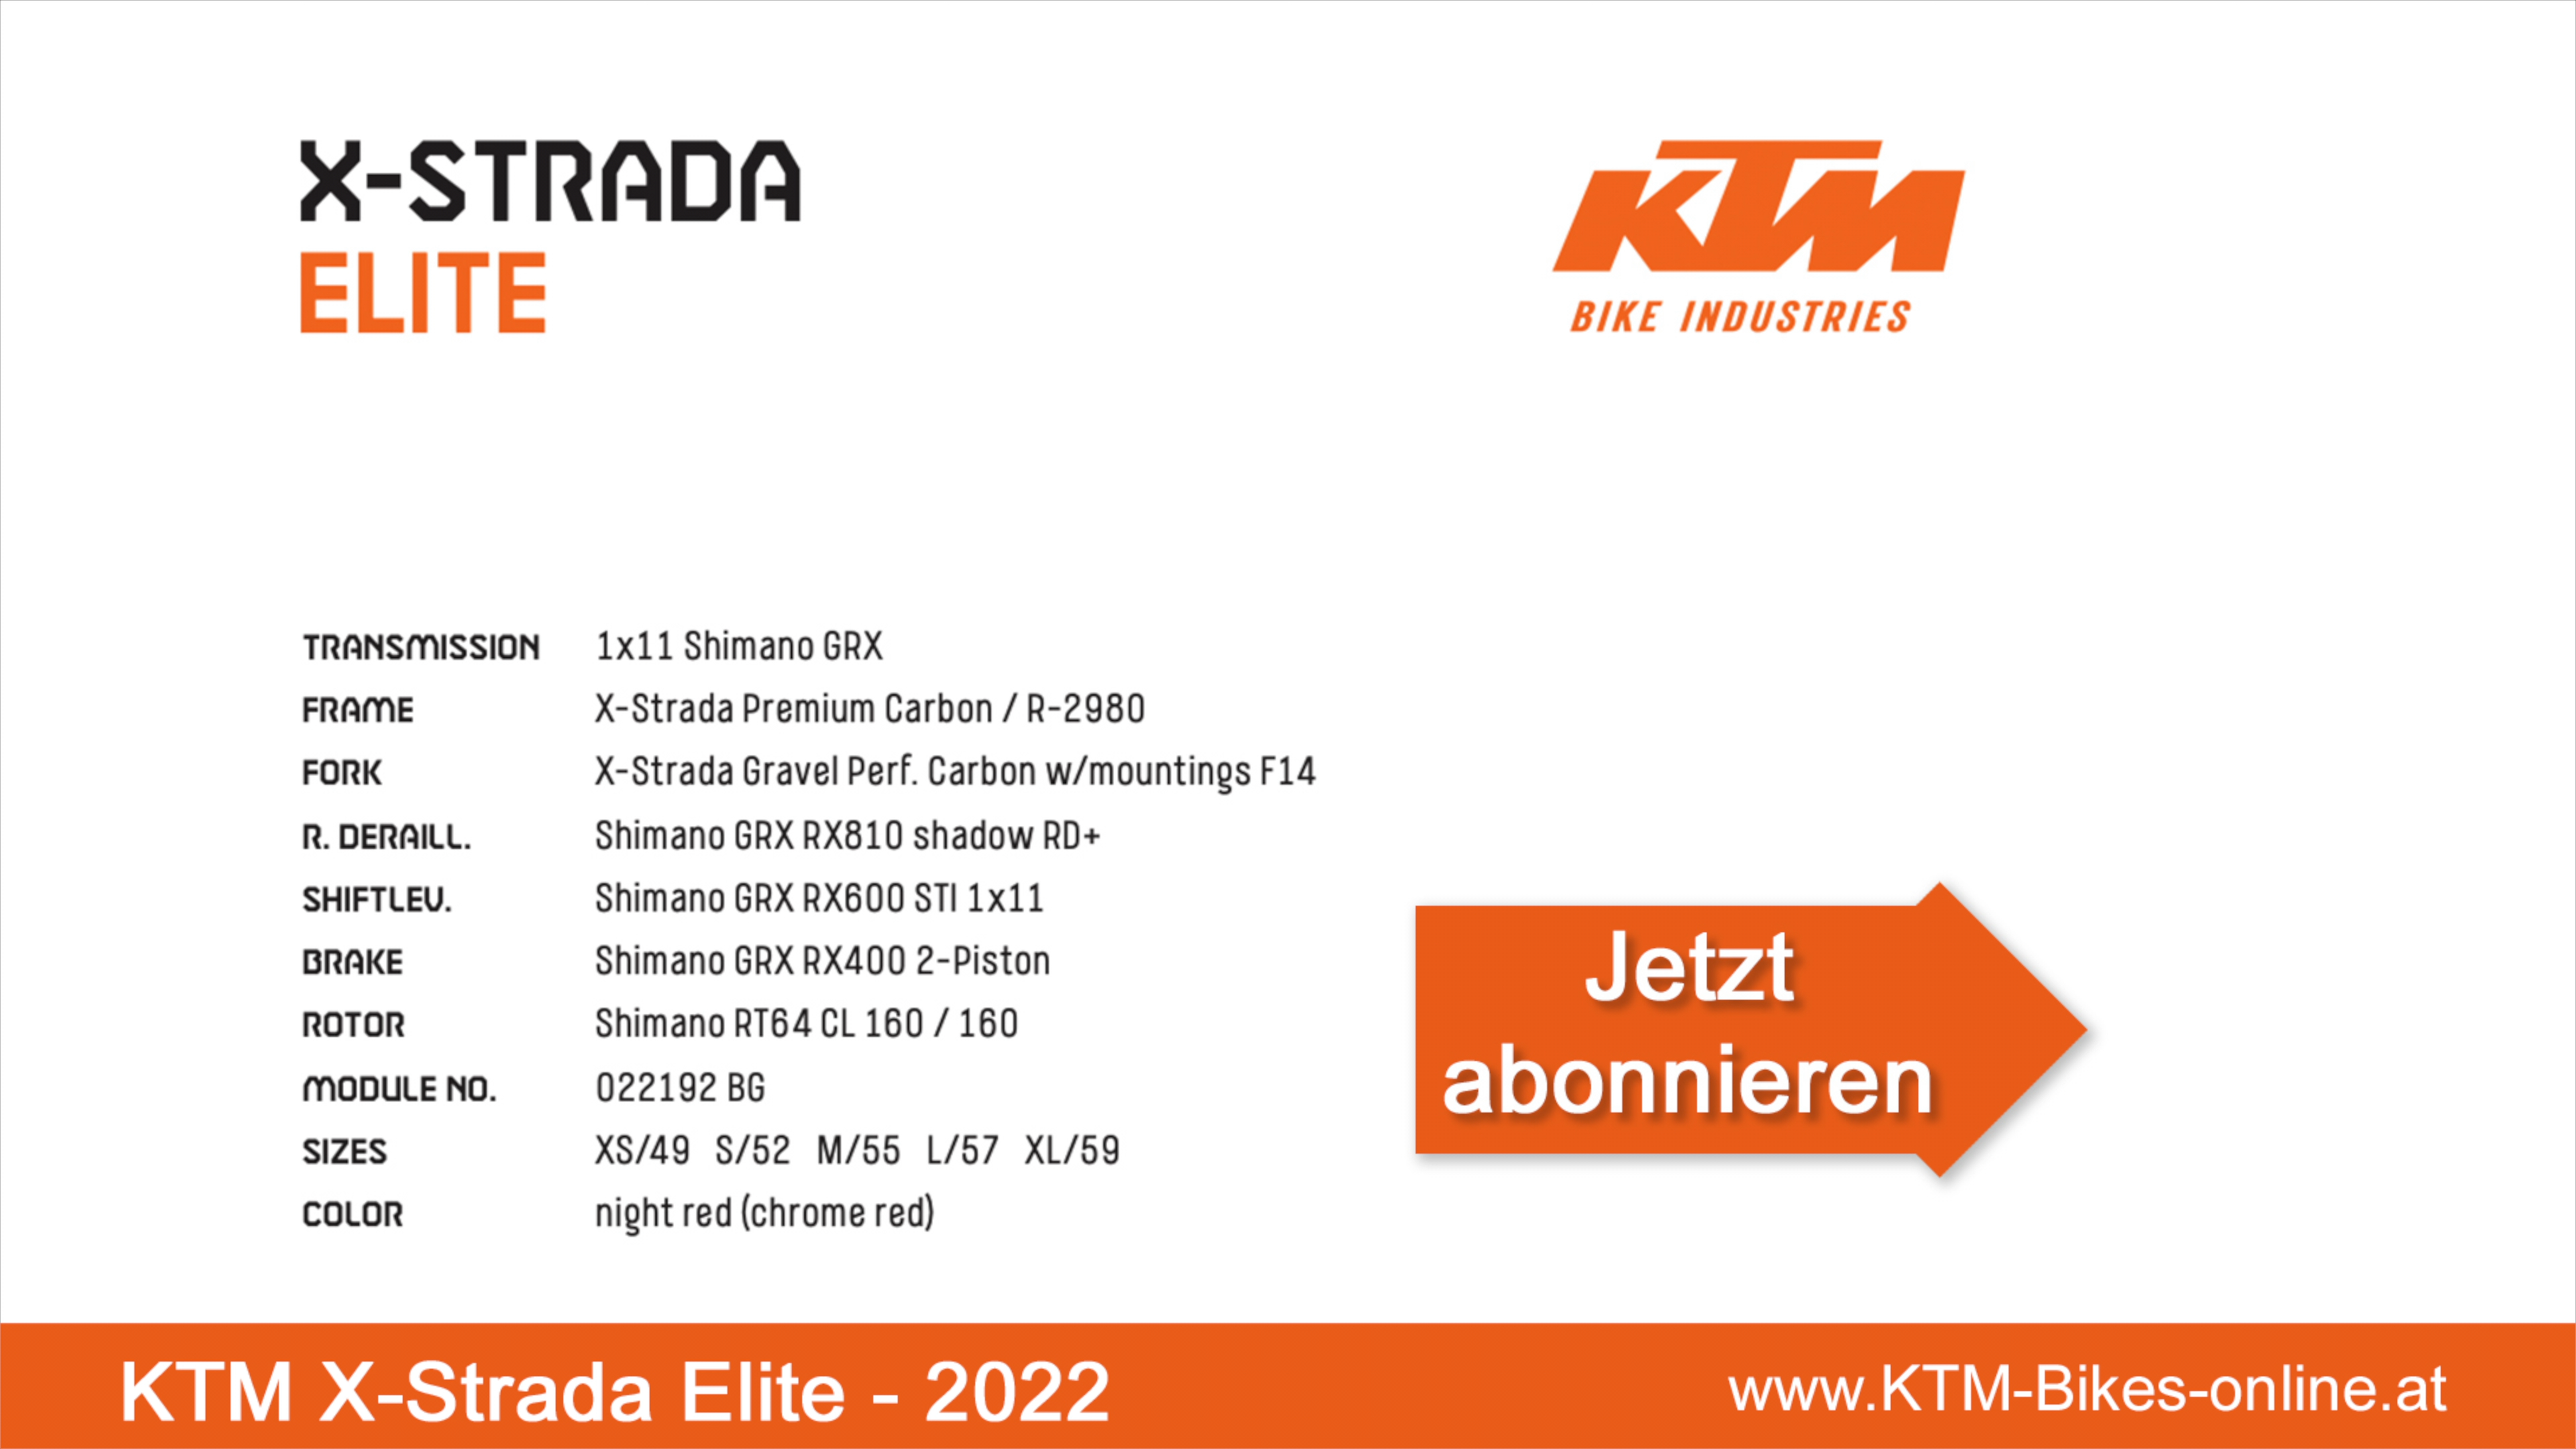 X-STRADA
ELITE
KTM
BIKE INDUSTRIES
TRANSMISSION 1x11 Shimano GRX
FRAME X-Strada Premium Carbon / R-2980
FORK X-Strada Gravel Perf. Carbon w/mountings F14
R. DERAILL. Shimano GRX RX810 shadow RD+
SHIFTLEV. Shimano GRX RX600 STI 1x11
BRAKE Shimano GRX RX400 2-Piston
ROTOR Shimano RT64 CL 160 / 160
MODULE NO. 022192 BG
SIZES XS/49 S/52 M/55 L/57 XL/59
COLOR night red (chrome red)
Jetzt
abonnieren
KTM X-Strada Elite - 2022
www.KTM-Bikes-online.at